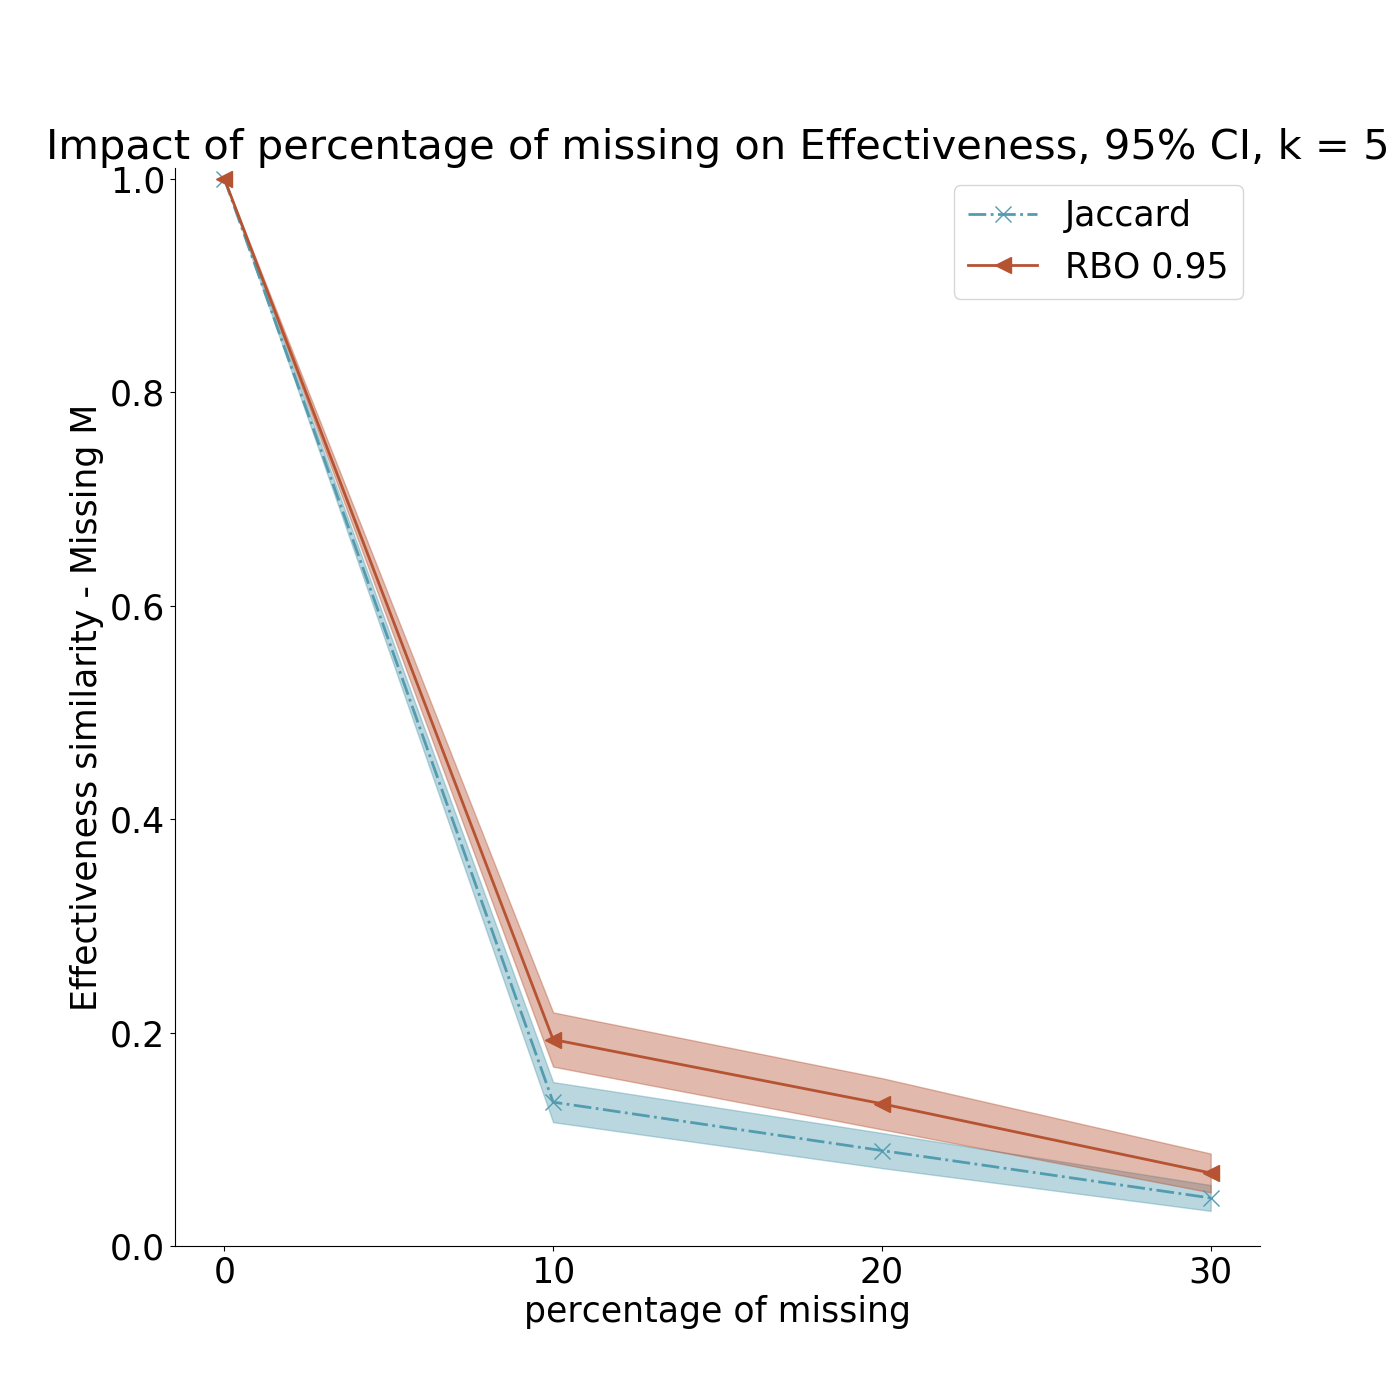 Impact of percentage of missing on Effectiveness, 95% CI, k = 5
Jaccard
RBO 0.95
Effectiveness similarity - Missing M
1.0
0.8
0.6
0.4
0.2
0.0
0 10 20 30
percentage of missing